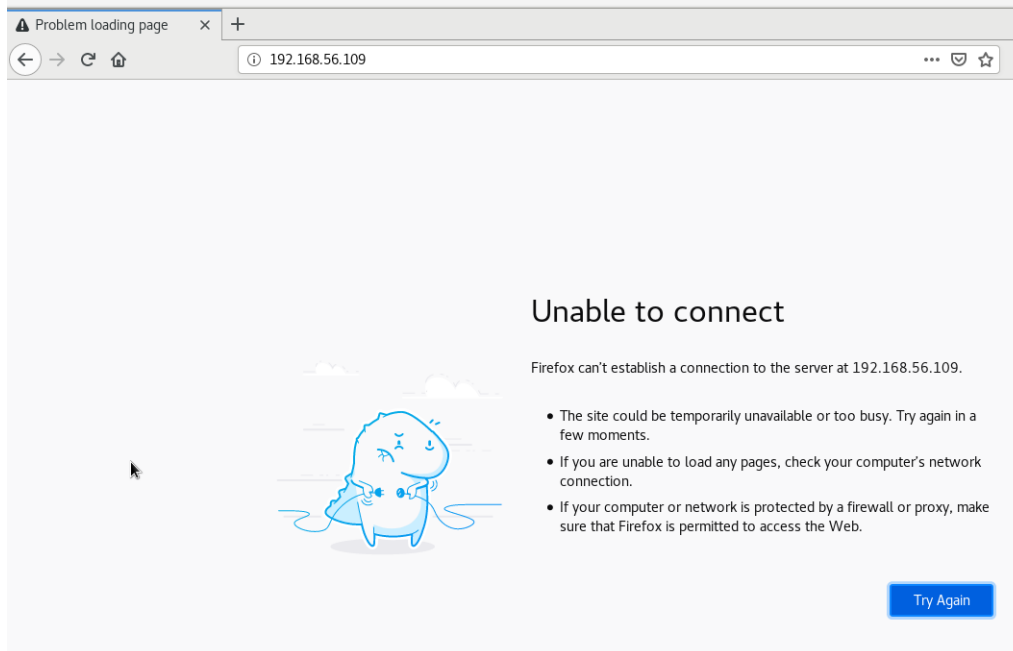 Problem loading page
192.168.56.109
Unable to connect
Firefox can’t establish a connection to the server at 192.168.56.109.
The site could be temporarily unavailable or too busy. Try again in a
few moments.
If you are unable to load any pages, check your computer’s network
connection.
If your computer or network is protected by a firewall or proxy, make
sure that Firefox is permitted to access the Web.
Try Again